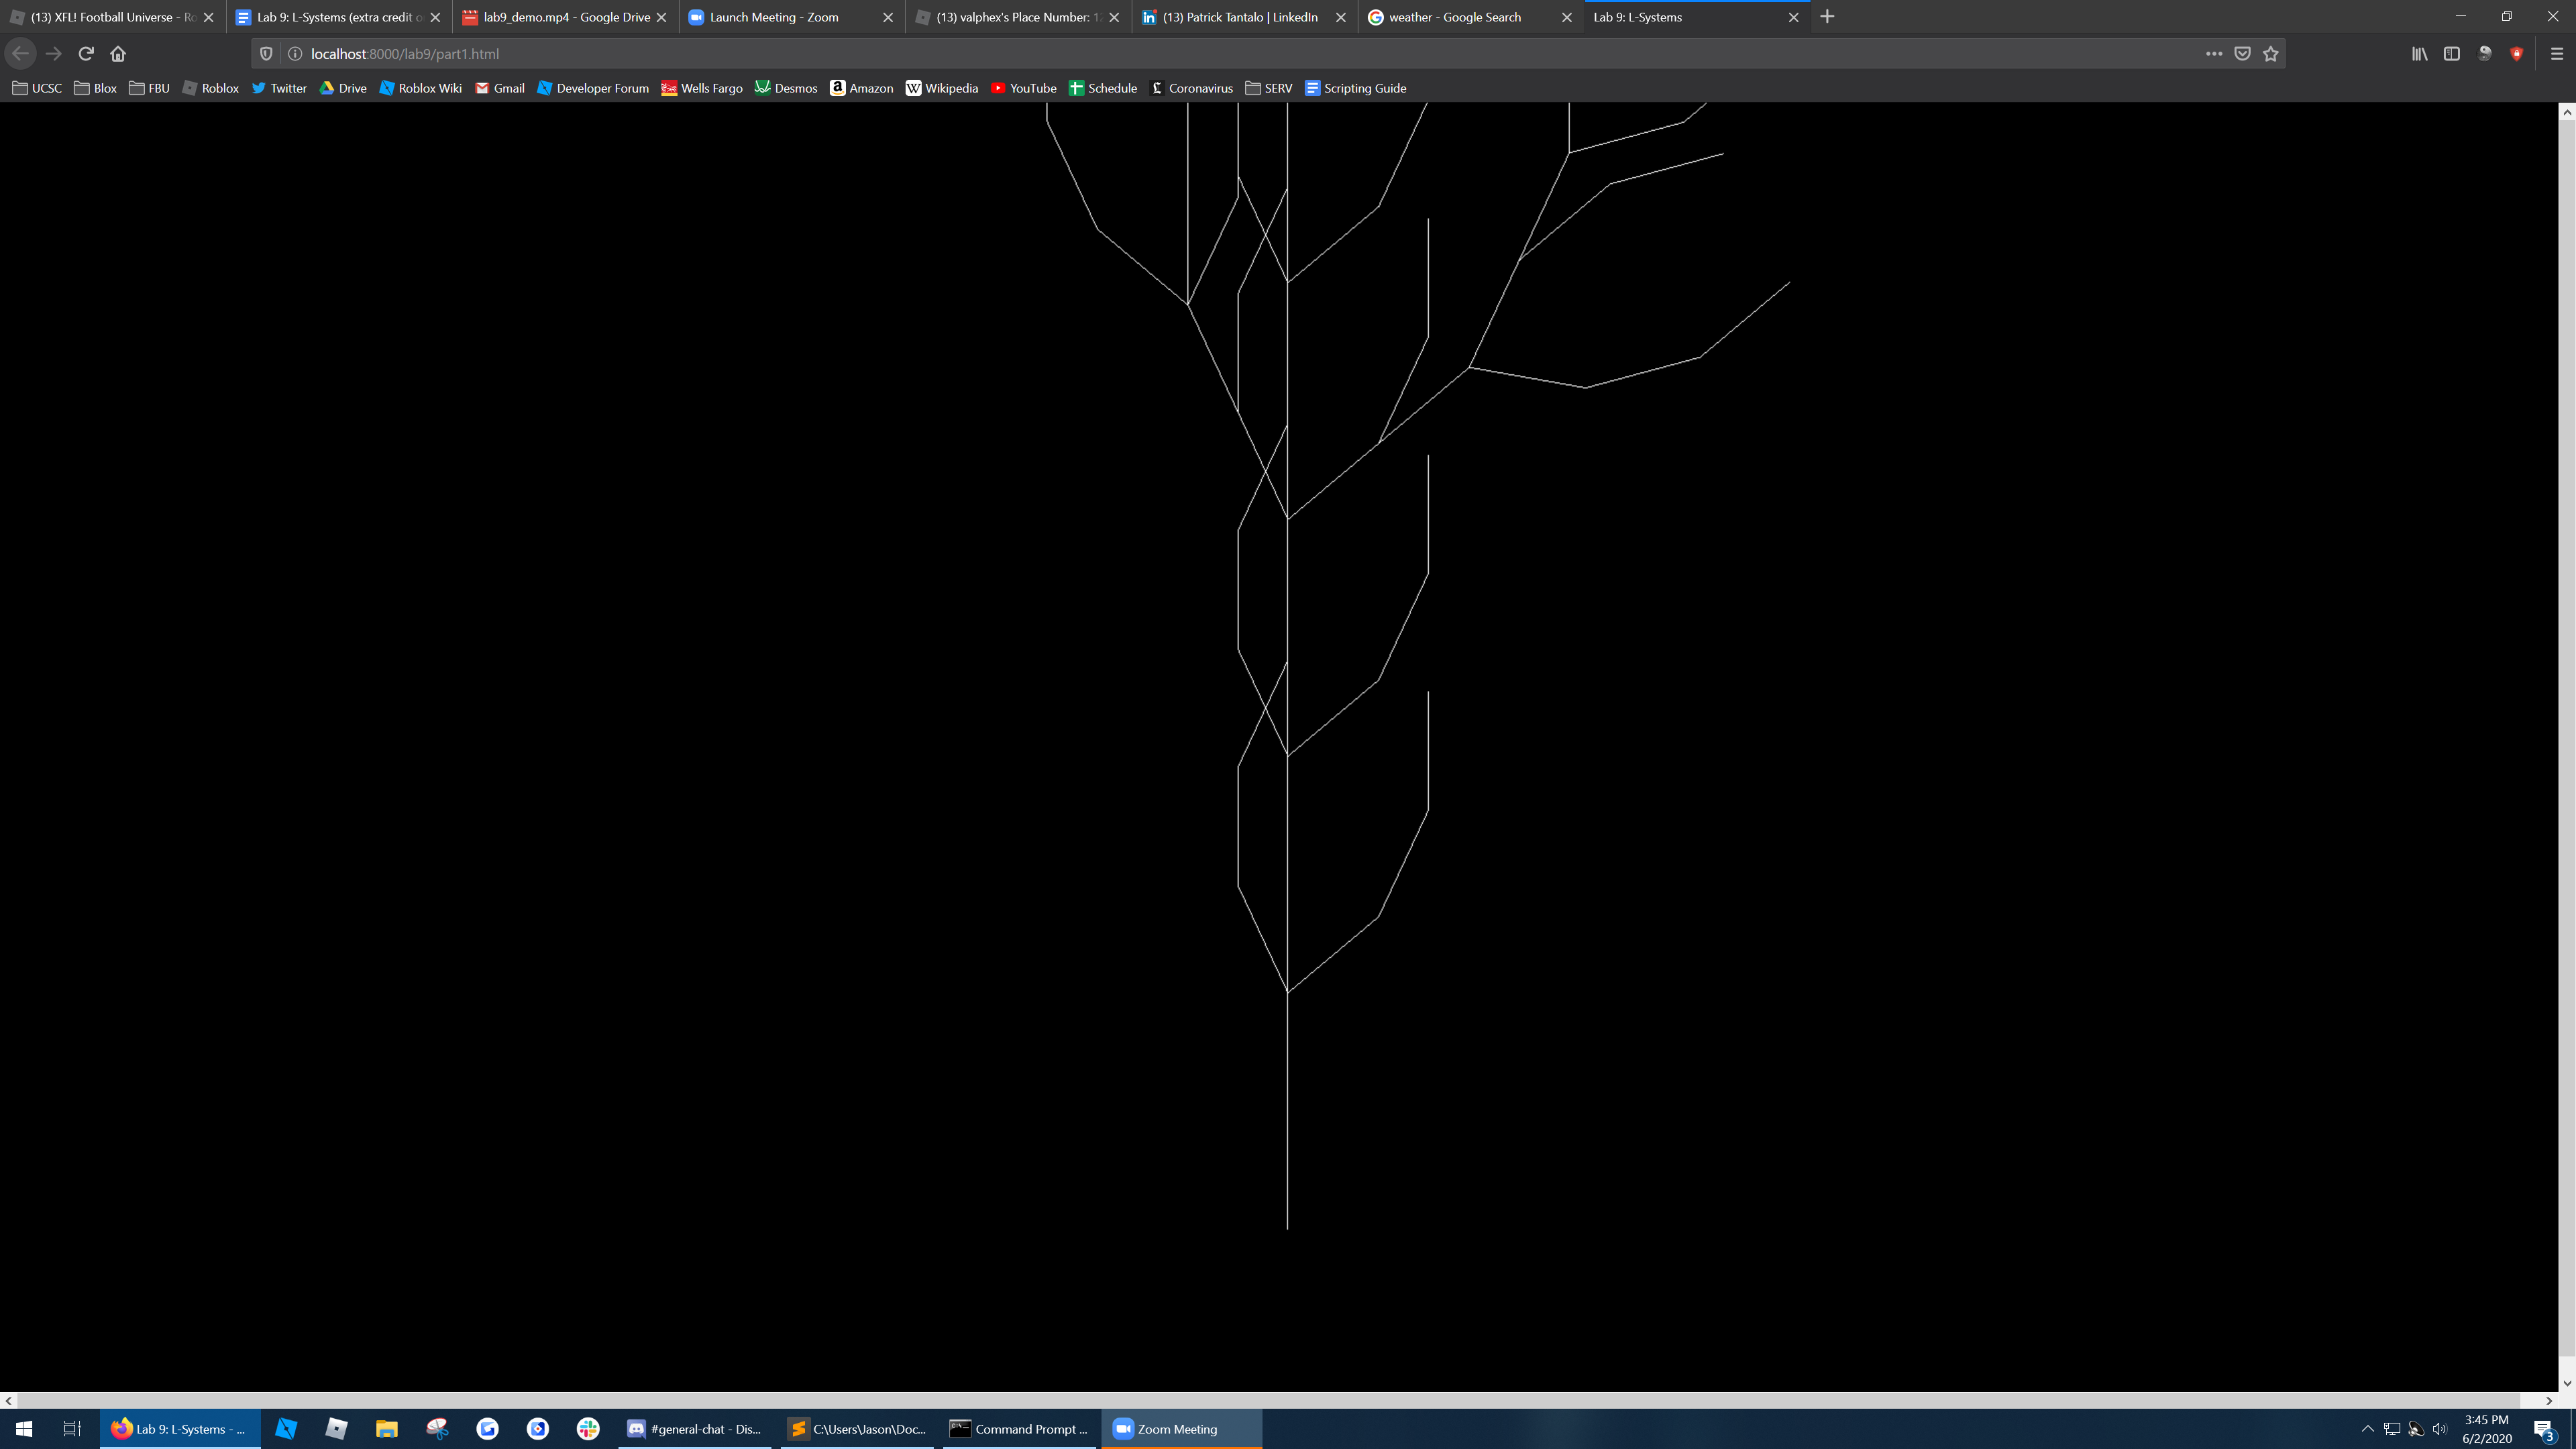 (13) XFL! Football Universe - Ro
Lab 9: L-Systems (extra credit o
lab9_demo.mp4 - Google Drive
Launch Meeting - Zoom
(13) valphex's Place Number: 12
in (13) Patrick Tantalo | LinkedIn
weather - Google Search
Lab 9: L-Systems
localhost:8000/lab9/part1.html
UCSC Blox FBU Roblox Twitter Drive Roblox Wiki Gmail Developer Forum Wells Fargo Desmos Amazon Wikipedia YouTube Schedule Coronavirus SERV Scripting Guide
Lab 9: L-Systems - ...
#general-chat - Dis...
C:\Users\Jason\Doc...
Command Prompt ...
Zoom Meeting
3:45 PM
6/2/2020
3